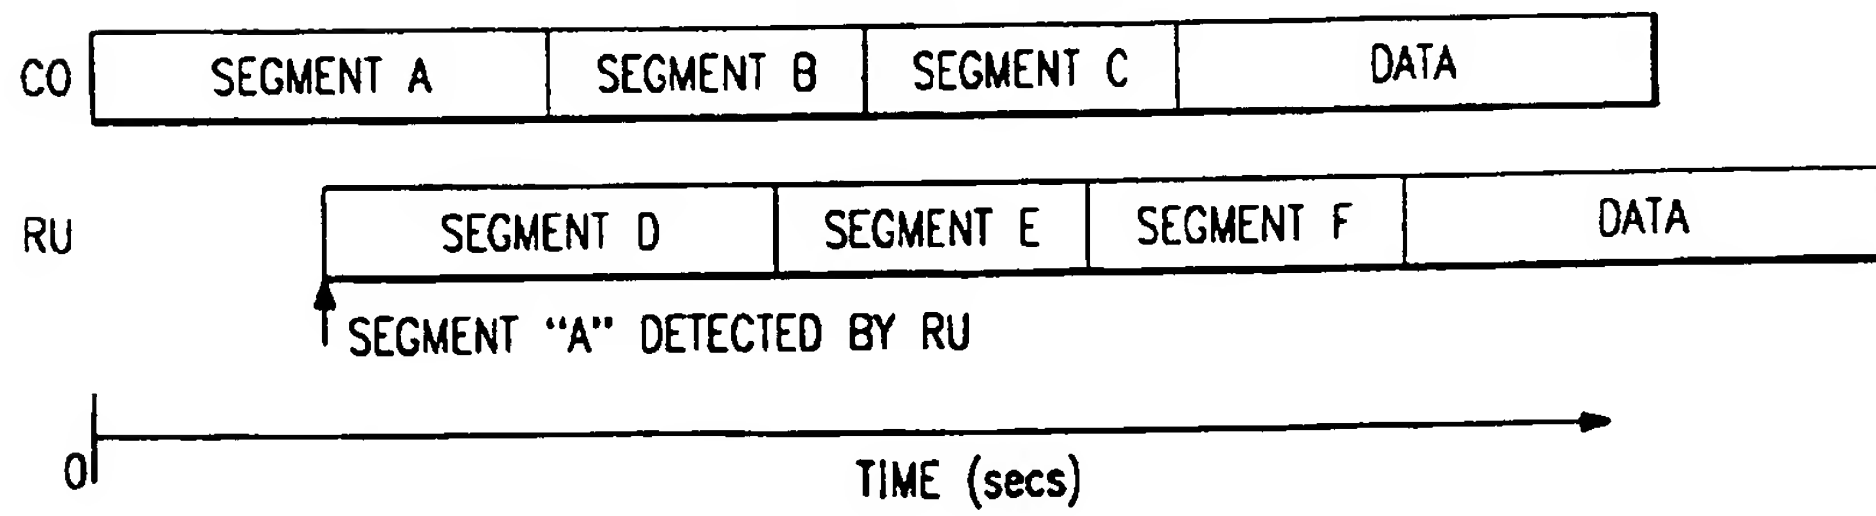 CO SEGMENT A SEGMENT B SEGMENT C DATA
RU SEGMENT D SEGMENT E SEGMENT F DATA
SEGMENT “A” DETECTED BY RU
0 TIME (secs)